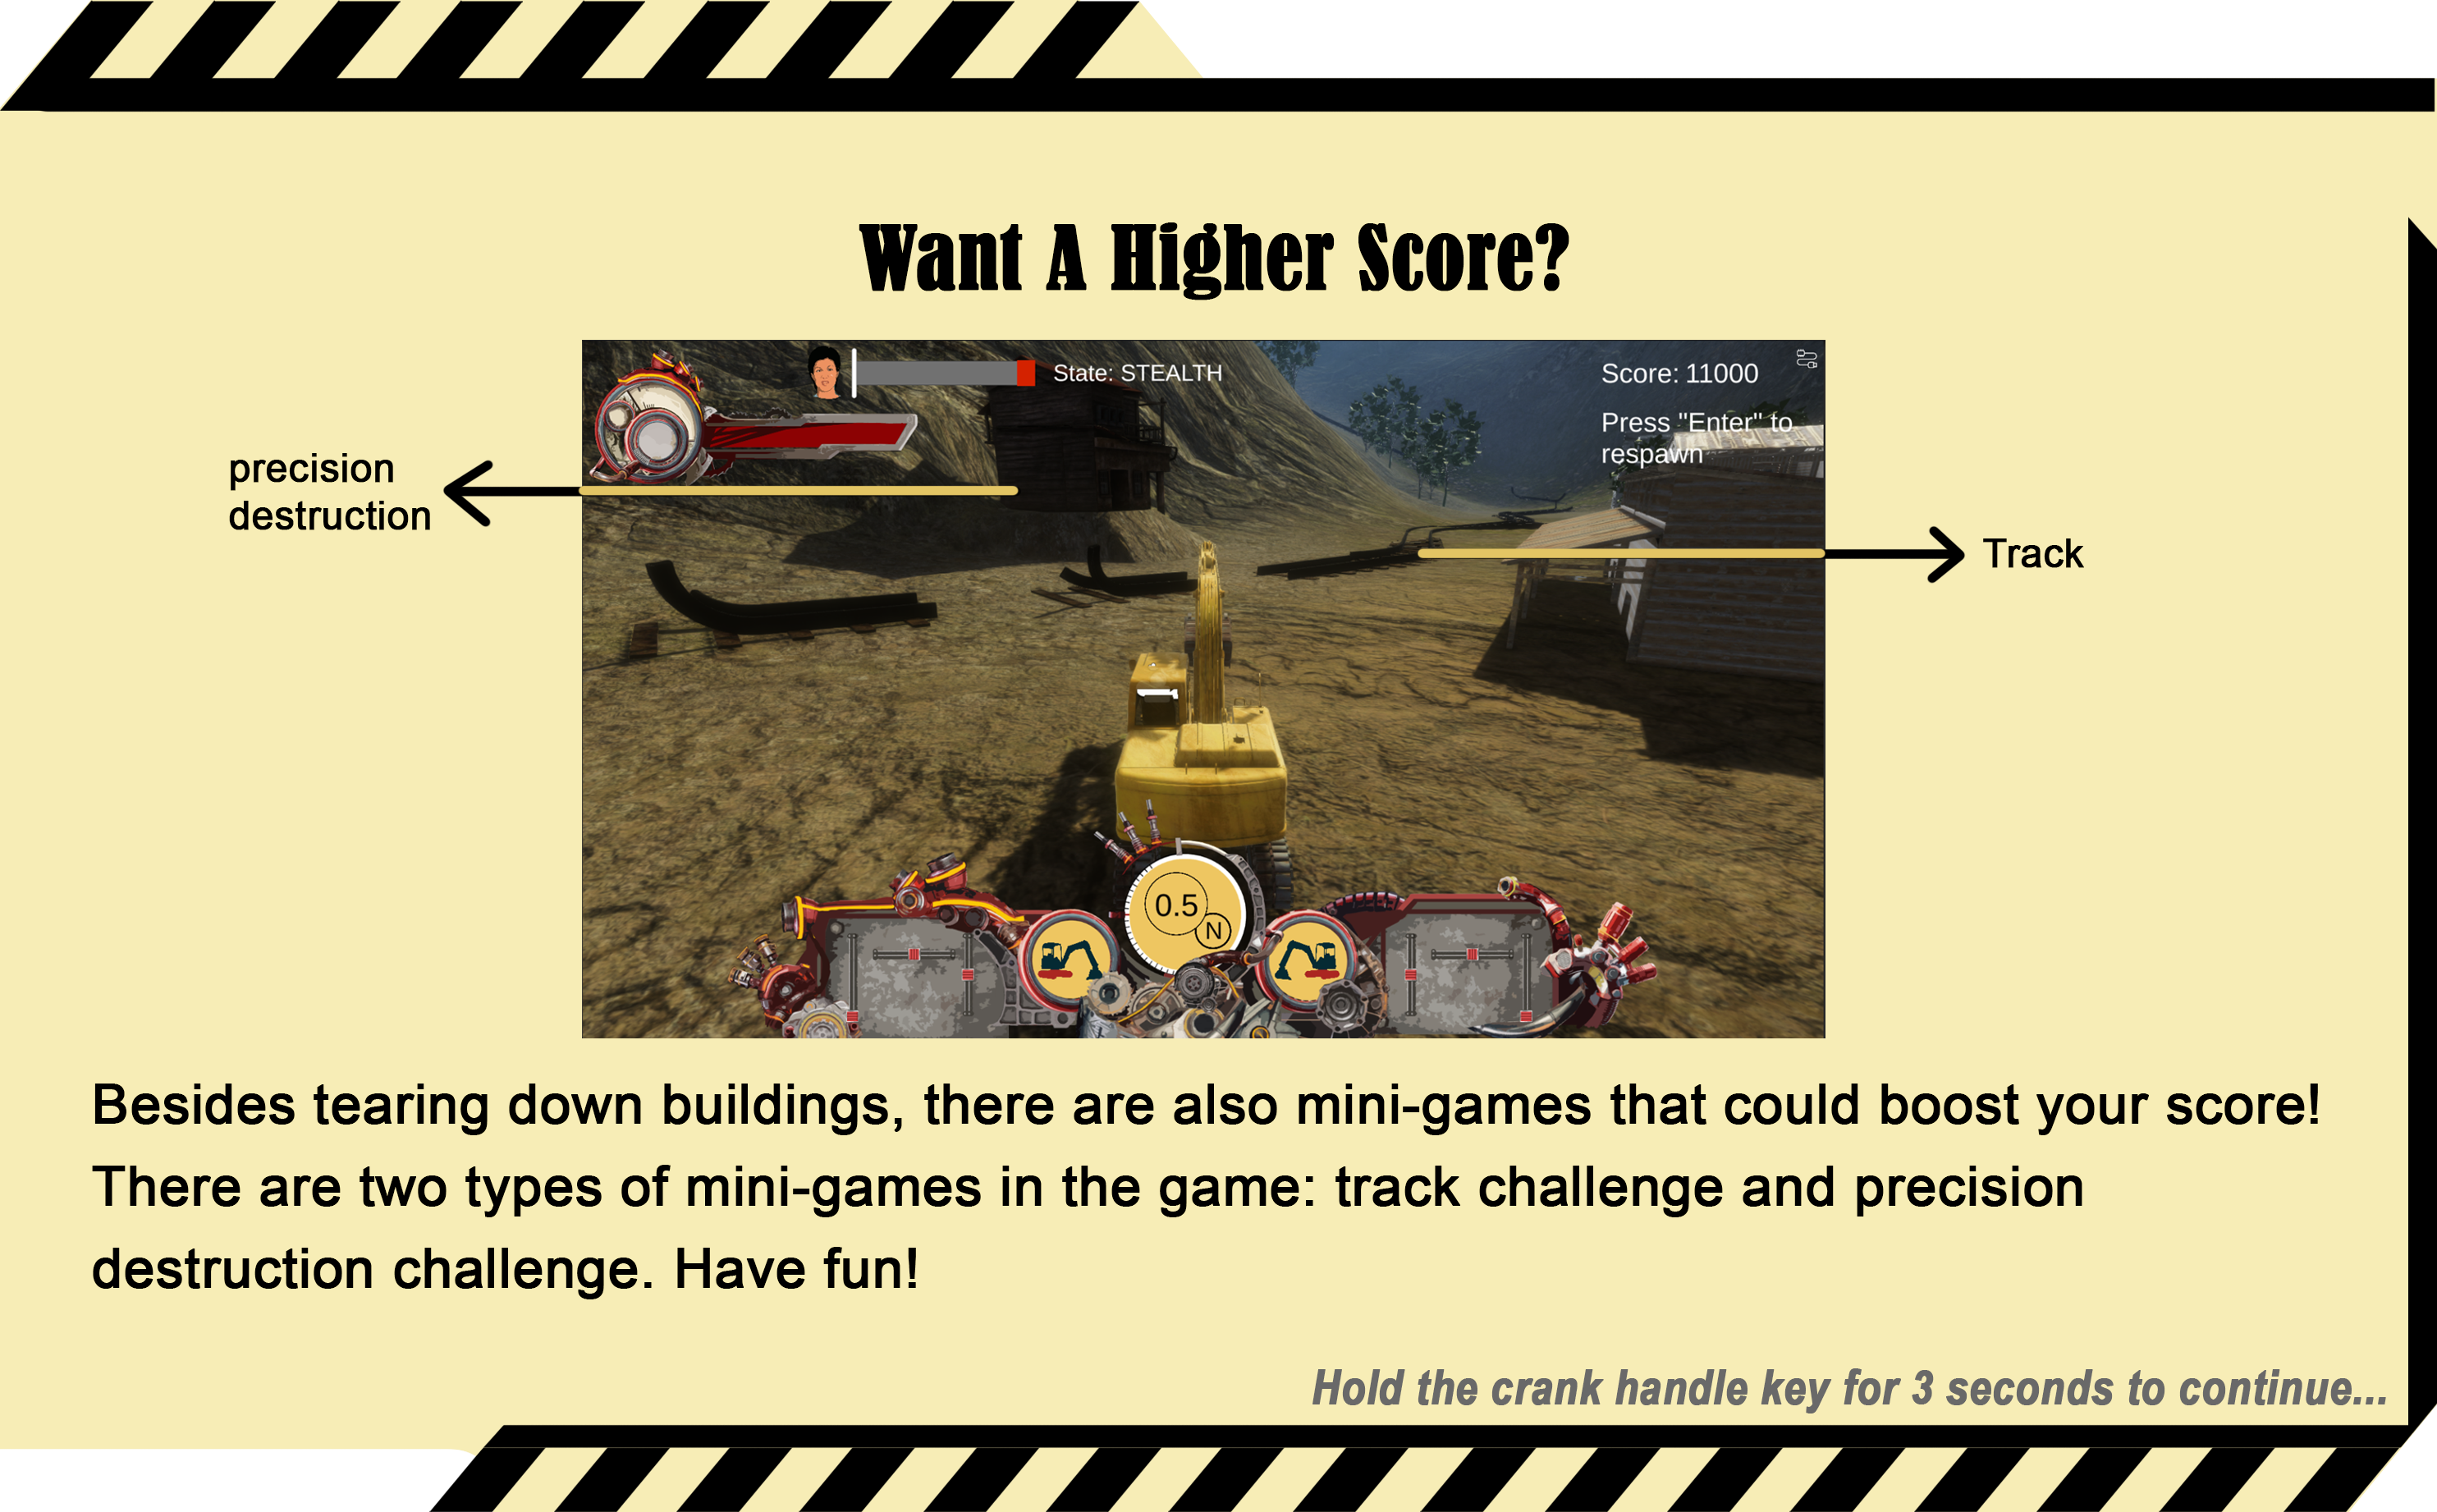 Want A Higher Score?
State: STEALTH
Score: 11000
Press "Enter" to
respawn
precision
destruction
Track
0.5
N
Besides tearing down buildings, there are also mini-games that could boost your score!
There are two types of mini-games in the game: track challenge and precision
destruction challenge. Have fun!
Hold the crank handle key for 3 seconds to continue...